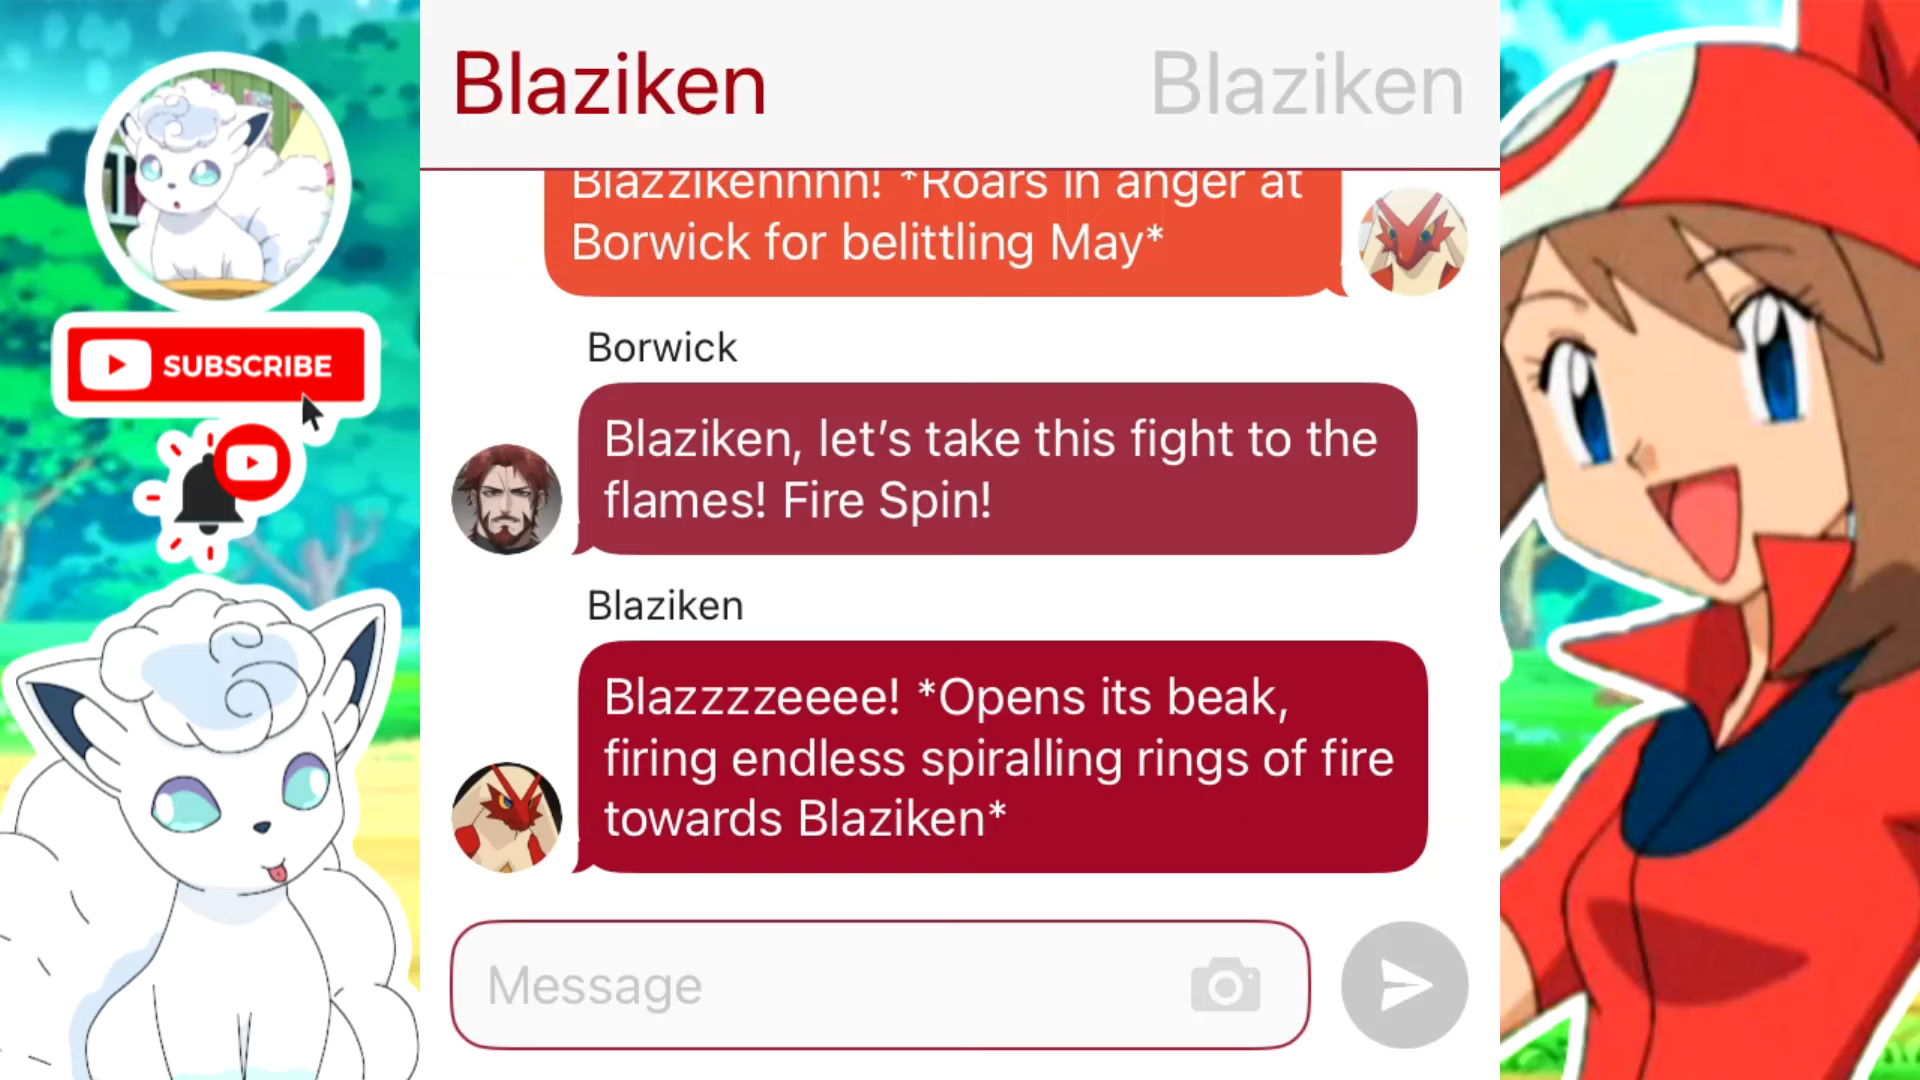 Blaziken
Blaziken
Blazzikennnn! *Roars in anger at
Borwick for belittling May*
SUBSCRIBE
Borwick
Blaziken, let’s take this fight to the
flames! Fire Spin!
Blaziken
Blazzzzeeee! *Opens its beak,
firing endless spiralling rings of fire
towards Blaziken*
Message